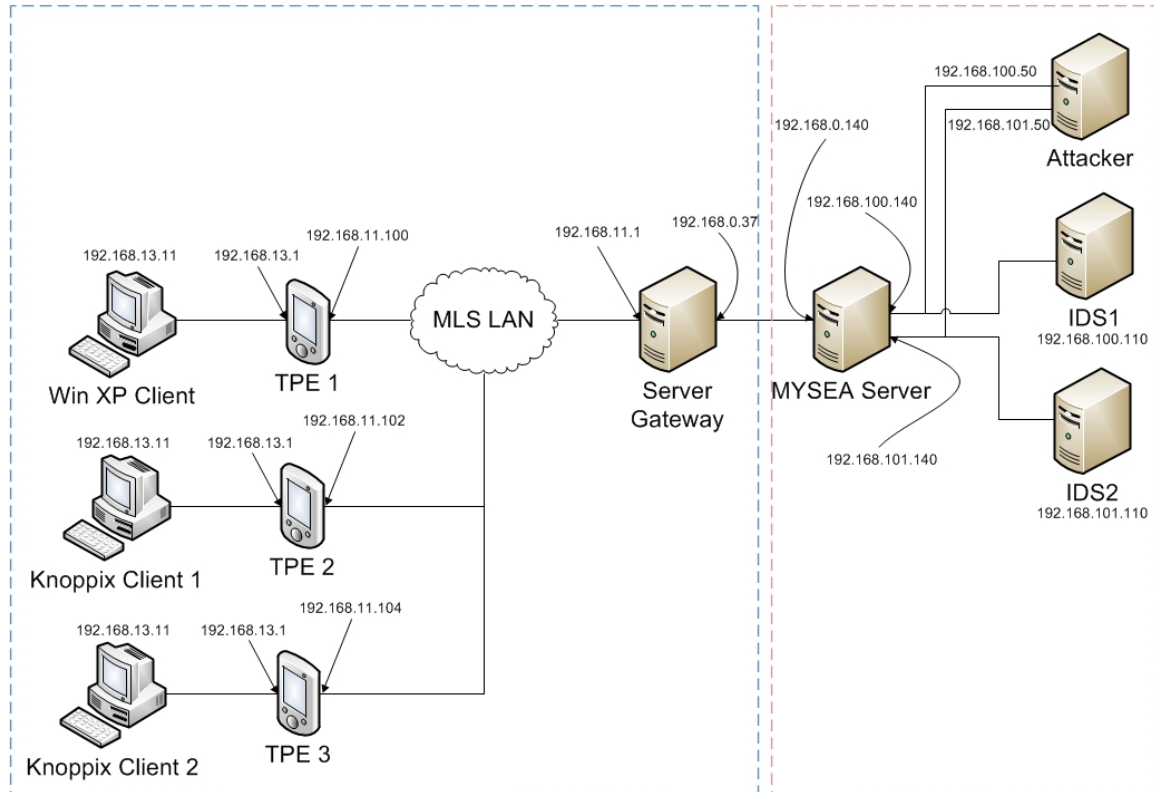 192.168.100.50
192.168.101.50
Attacker
192.168.0.140
192.168.100.140
192.168.0.37
192.168.11.1
192.168.11.100
192.168.13.1
192.168.13.11
MLS LAN
Win XP Client
TPE 1
Server
Gateway
MYSEA Server
IDS1
192.168.100.110
192.168.101.140
IDS2
192.168.101.110
192.168.11.102
192.168.13.1
192.168.13.11
Knoppix Client 1
TPE 2
192.168.11.104
192.168.13.1
192.168.13.11
Knoppix Client 2
TPE 3